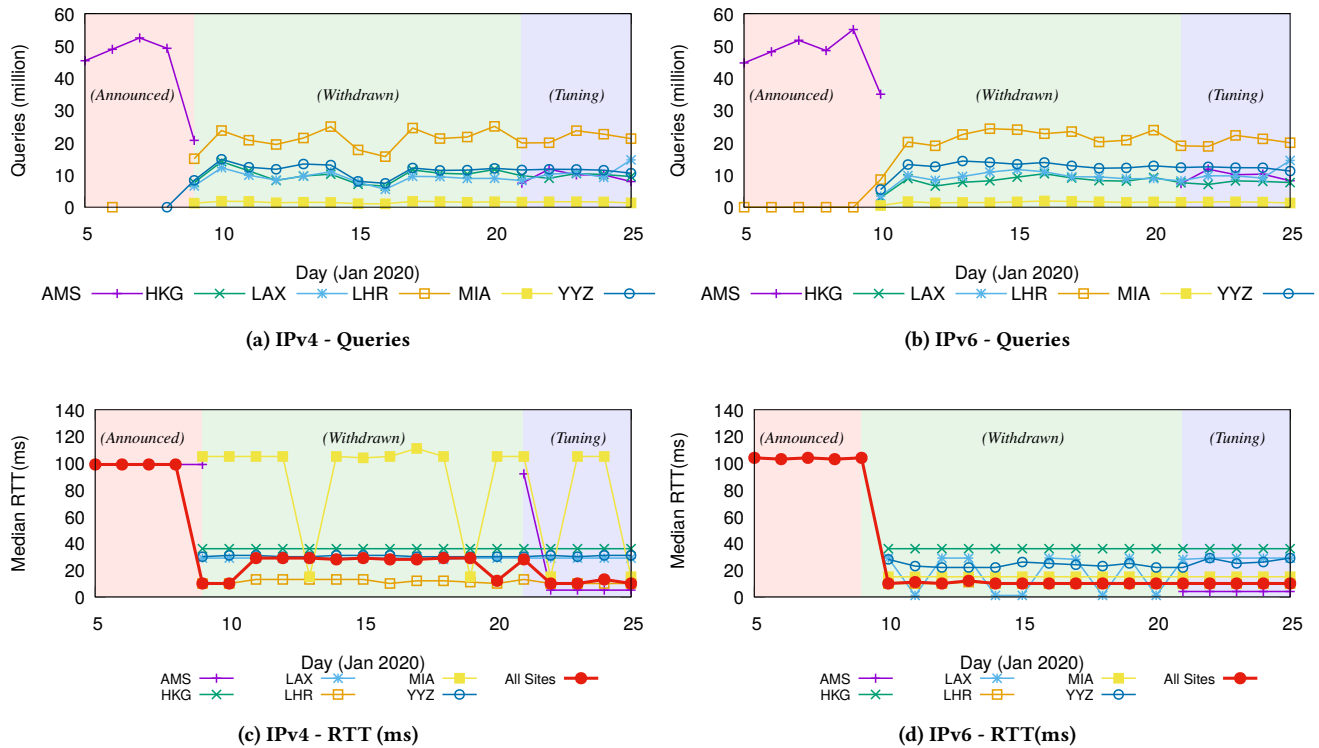 60
50
40
30
20
10
0
Queries (million)
(Announced)
(Withdrawn)
(Tuning)
5 10 15 20 25
Day (Jan 2020)
AMS HKG LAX LHR MIA YYZ
(a) IPv4 - Queries
60
50
40
30
20
10
0
Queries (million)
(Announced)
(Withdrawn)
(Tuning)
5 10 15 20 25
Day (Jan 2020)
AMS HKG LAX LHR MIA YYZ
(b) IPv6 - Queries
140
120
100
80
60
40
20
0
Median RTT(ms)
(Announced)
(Withdrawn)
(Tuning)
5 10 15 20 25
Day (Jan 2020)
AMS LAX MIA All Sites
HKG LHR YYZ
(c) IPv4 - RTT (ms)
140
120
100
80
60
40
20
0
Median RTT(ms)
(Announced)
(Withdrawn)
(Tuning)
5 10 15 20 25
Day (Jan 2020)
AMS LAX MIA All Sites
HKG LHR YYZ
(d) IPv6 - RTT(ms)